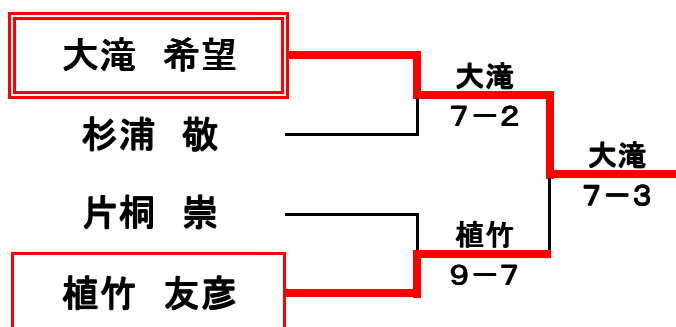 大滝　希望
杉浦　敬
片桐　崇
植竹　友彦
大滝
７－２
植竹
９－７
大滝
７－３